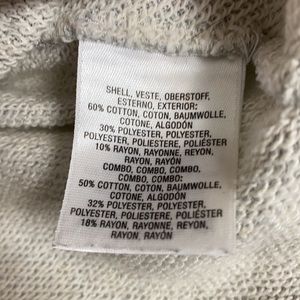 SHELL, VESTE, OBERSTOFF,
ESTERNO, EXTERIOR:
60% COTTON, COTON, BAUMWOLLE,
COTONE, ALGODÓN
30% POLYESTER, POLYESTER,
POLYESTER, POLIESTERE, POLIÉSTER
10% RAYON, RAYONNE, REYON,
RAYON, RAYÓN
COMBO, COMBO, COMBO,
COMBO, COMBO, COMBO:
50% COTTON, COTON, BAUMWOLLE,
COTONE, ALGODÓN
32% POLYESTER, POLYESTER,
POLYESTER, POLIESTERE, POLIÉSTER
18% RAYON, RAYONNE, REYON,
RAYON, RAYÓN